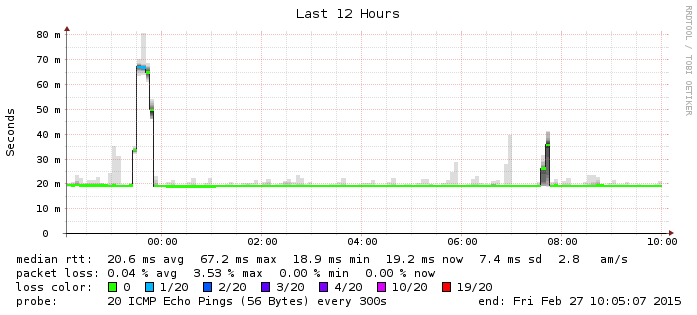 Last 12 Hours
RRDTOOL / TOBI OETIKER
Seconds
80 m
70 m
60 m
50 m
40 m
30 m
20 m
10 m
0
00:00 02:00 04:00 06:00 08:00 10:00
median rtt: 20.6 ms avg 67.2 ms max 18.9 ms min 19.2 ms now 7.4 ms sd 2.8 am/s
packet loss: 0.04 % avg 3.53 % max 0.00 % min 0.00 % now
loss color: 0 1/20 2/20 3/20 4/20 10/20 19/20
probe: 20 ICMP Echo Pings (56 Bytes) every 300s end: Fri Feb 27 10:05:07 2015